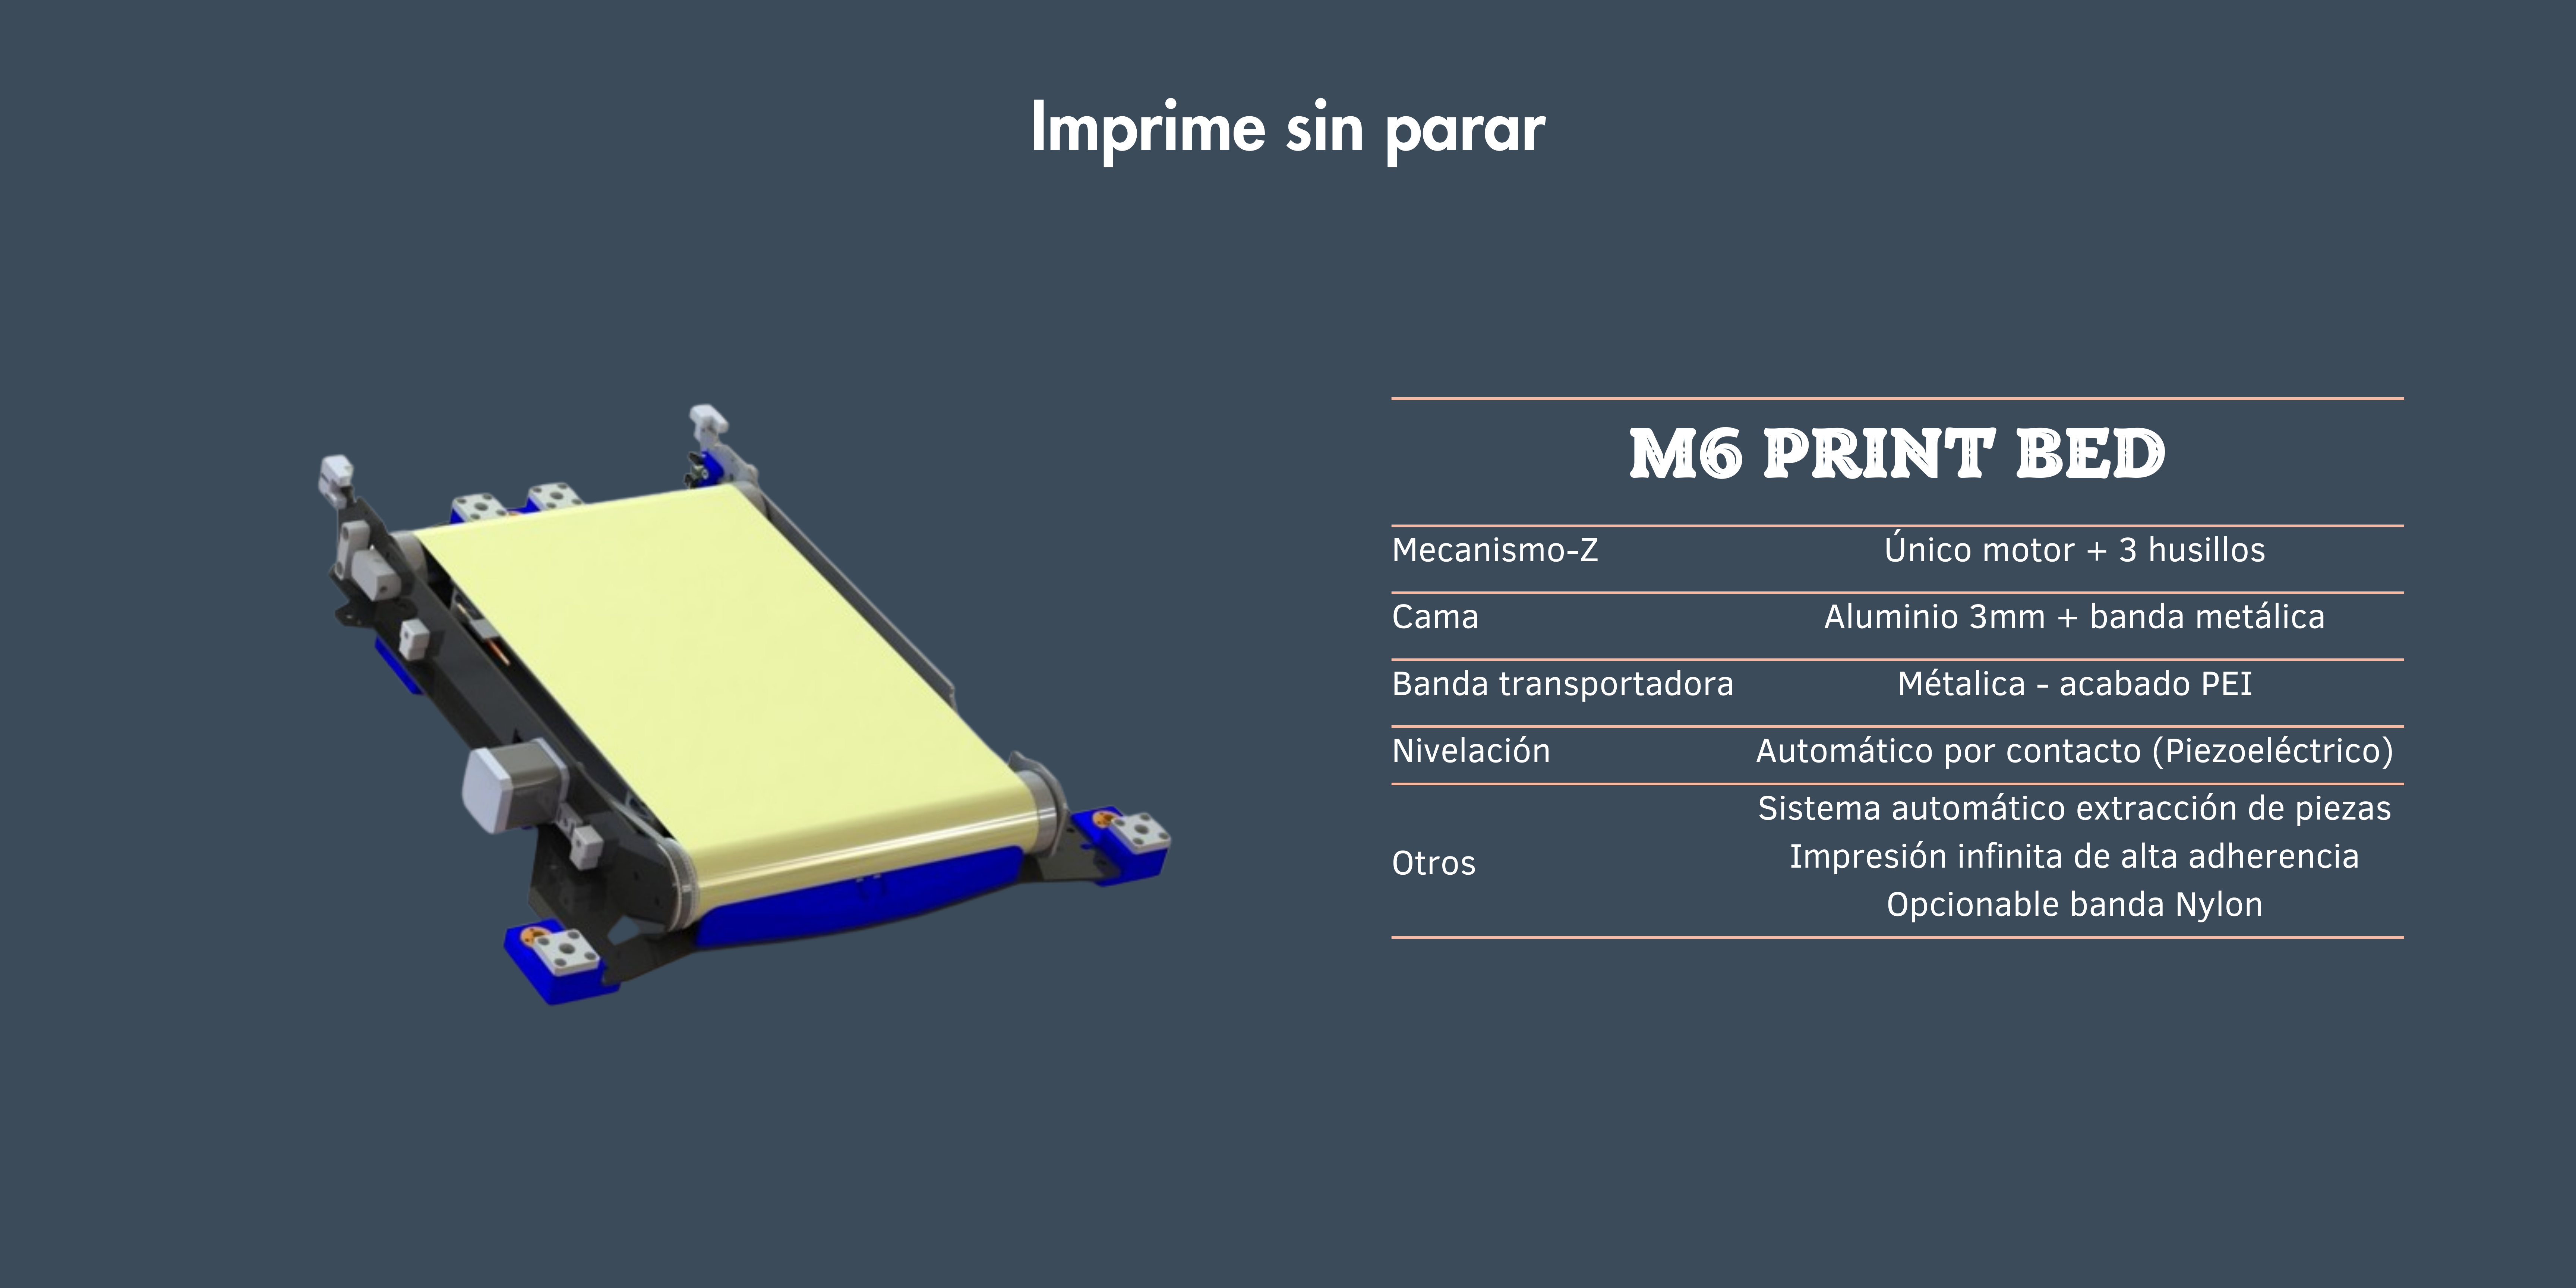 Imprime sin parar
M6 PRINT BED
Mecanismo-Z Único motor + 3 husillos
Cama Aluminio 3mm + banda metálica
Banda transportadora Métalica - acabado PEI
Nivelación Automático por contacto (Piezoeléctrico)
Otros
Sistema automático extracción de piezas
Impresión infinita de alta adherencia
Opcionable banda Nylon